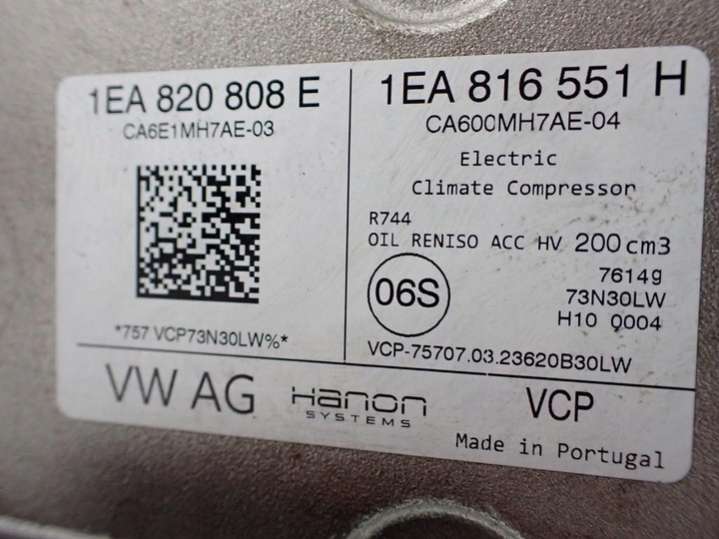 1EA 820 808 E
CA6E1MH7AE-03
*757 VCP73N30LW%*
1EA 816 551 H
CA600MH7AE-04
Electric
Climate Compressor
R744
OIL RENISO ACC HV 200cm3
06S
7614g
73N30LW
H10 0004
VCP-75707.03.23620B30LW
VW AG
Hanon
SYSTEMS
VCP
Made in Portugal